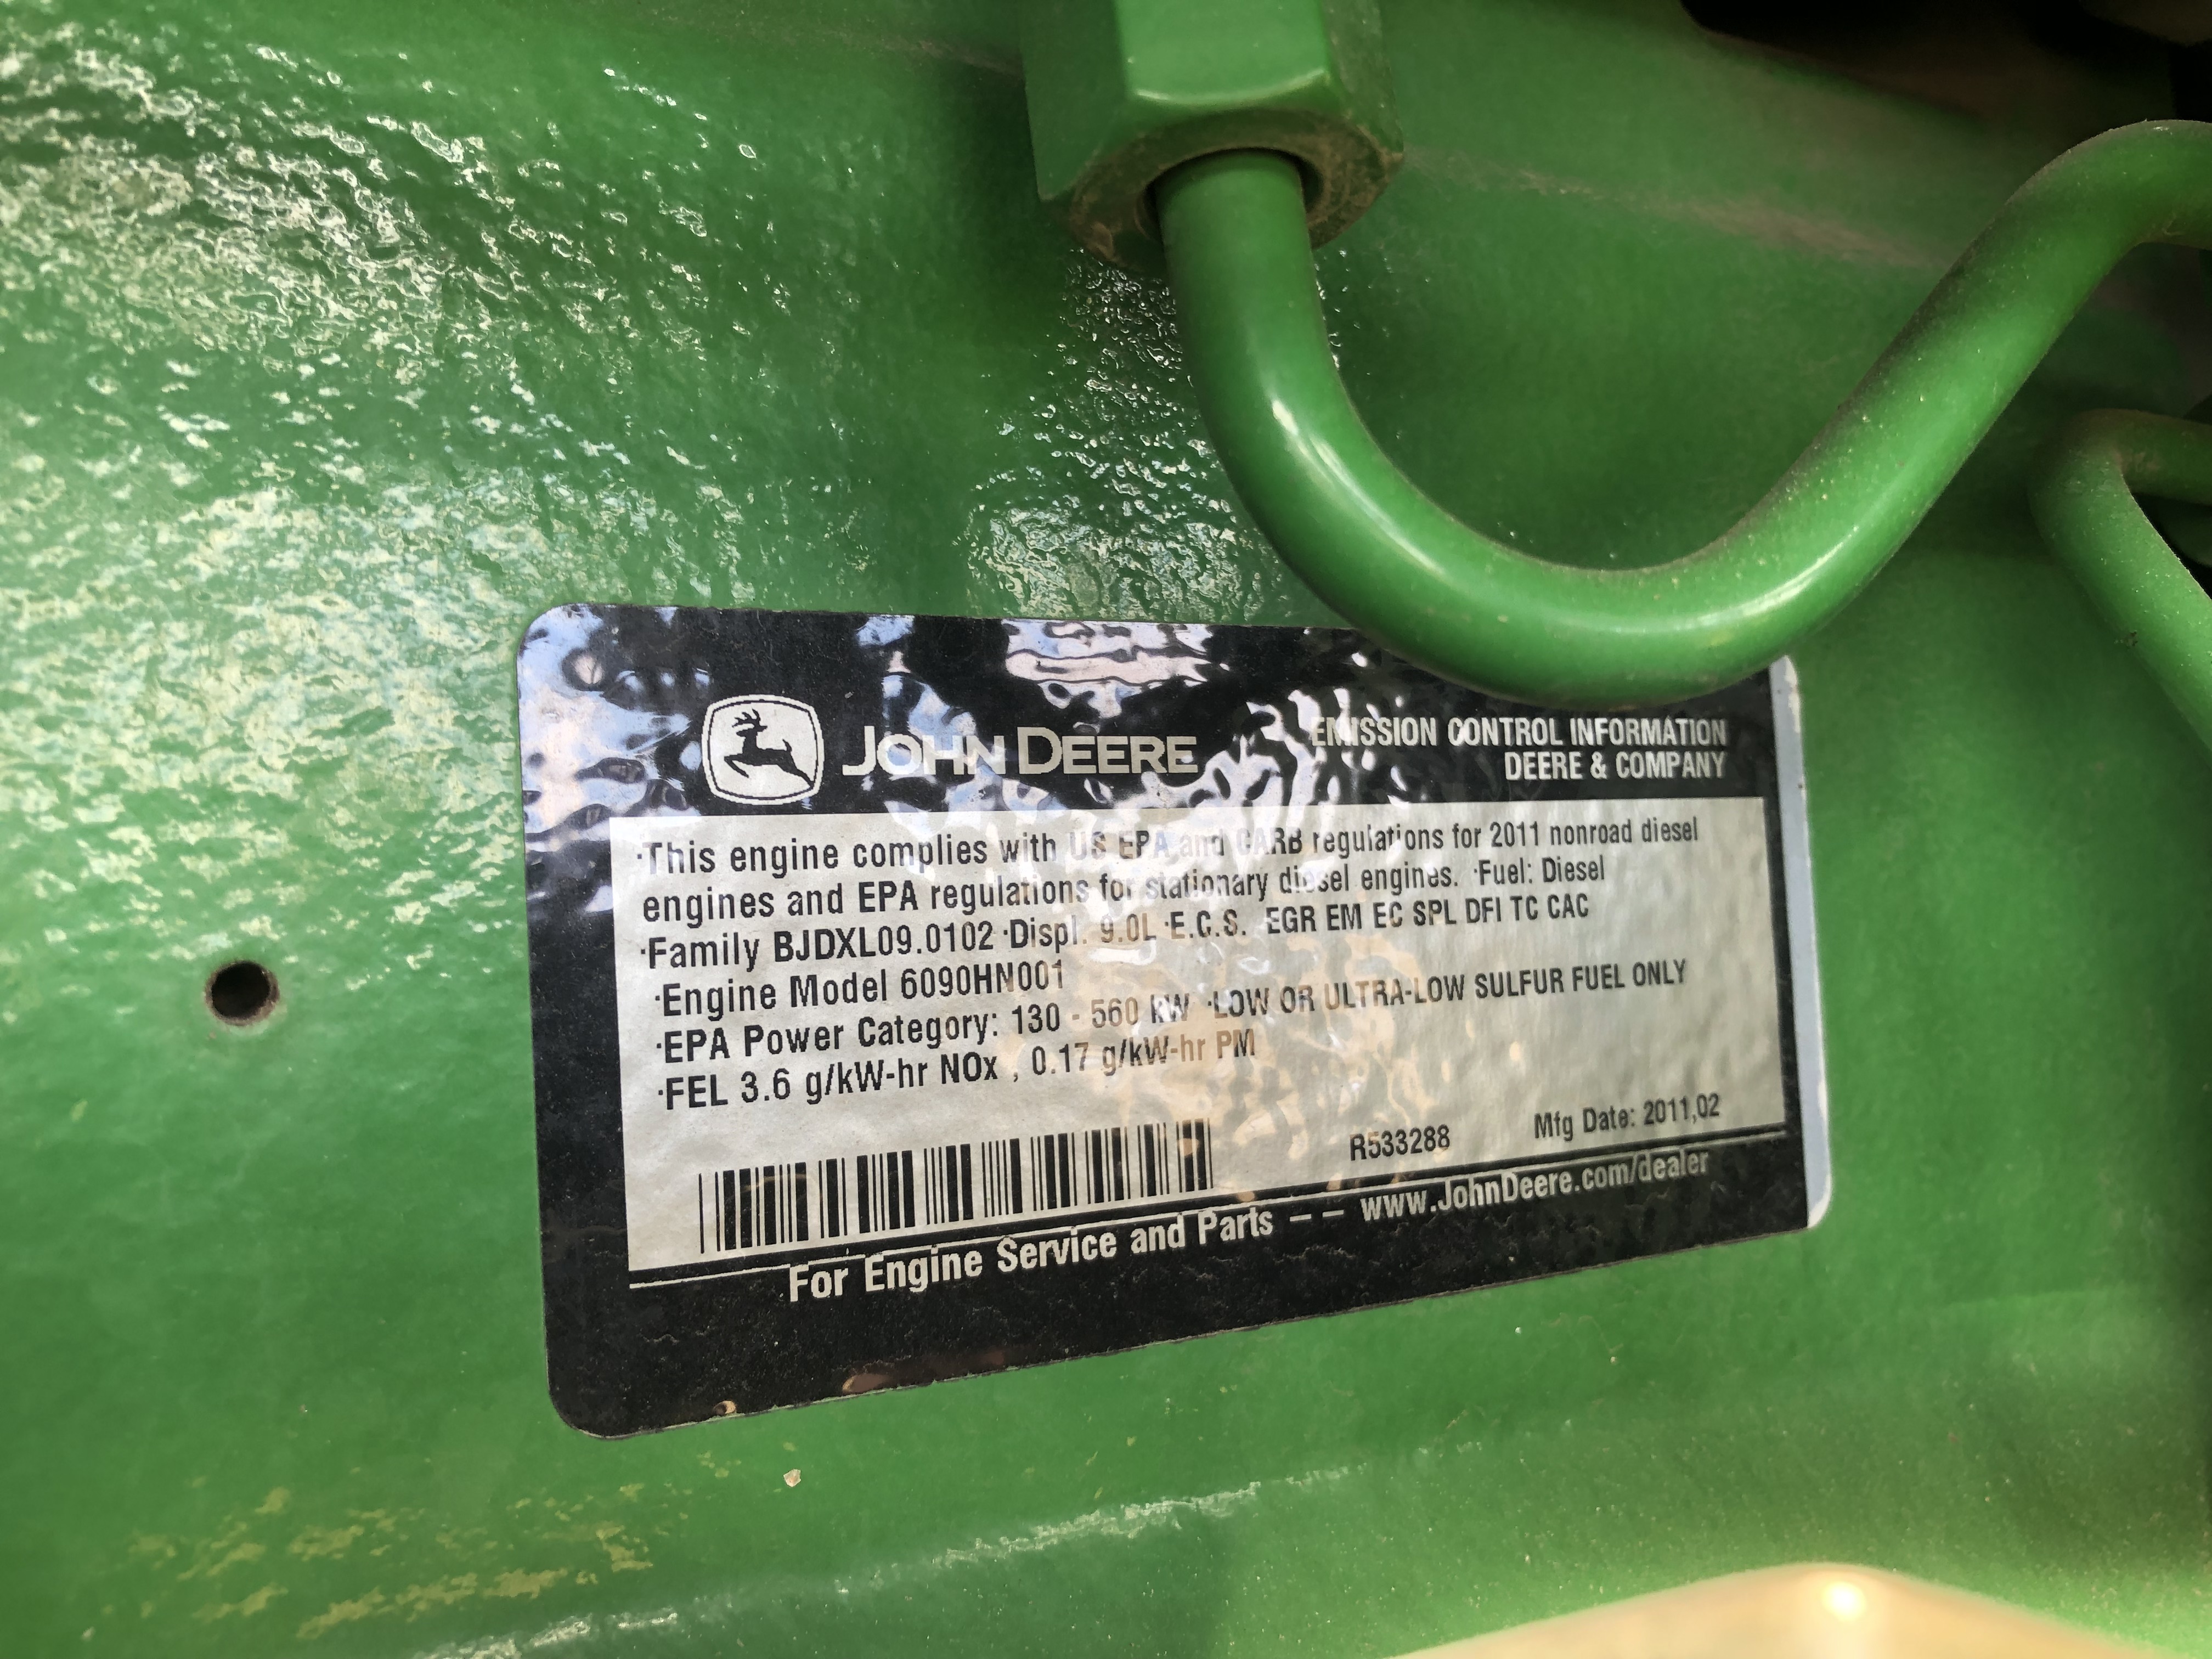 JOHN DEERE
EMISSION CONTROL INFORMATION
DEERE & COMPANY
·This engine complies with US EPA and CARB regulations for 2011 nonroad diesel
engines and EPA regulations for stationary diesel engines. ·Fuel: Diesel
·Family BJDXL09.0102 ·Displ. 9.0L ·E.C.S. EGR EM EC SPL DFI TC CAC
·Engine Model 6090HN001
·EPA Power Category: 130 - 560 kW ·LOW OR ULTRA-LOW SULFUR FUEL ONLY
·FEL 3.6 g/kW-hr NOx , 0.17 g/kW-hr PM
R533288 Mfg Date: 2011,02
For Engine Service and Parts -- www.JohnDeere.com/dealer